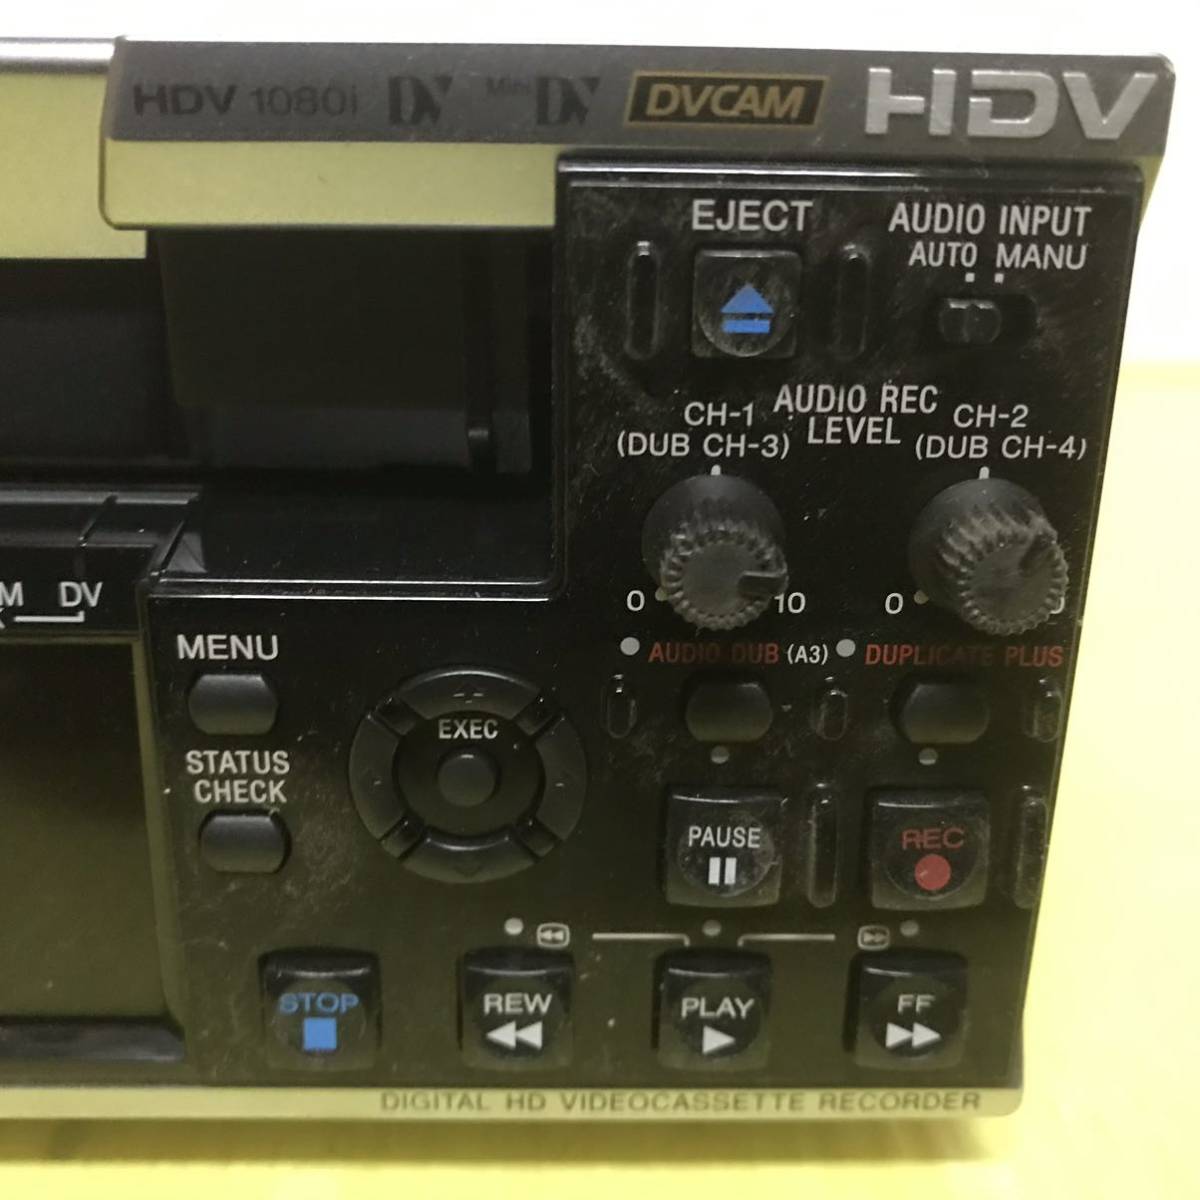 HDV 1080i DV Mini DV DVCAM HDV
EJECT
AUDIO INPUT
AUTO MANU
AUDIO REC
LEVEL
CH-1
(DUB CH-3)
CH-2
(DUB CH-4)
0 10
0
M DV
AUDIO DUB (A3)
DUPLICATE PLUS
MENU
EXEC
STATUS
CHECK
PAUSE
REC
STOP
REW
PLAY
FF
DIGITAL HD VIDEOCASSETTE RECORDER